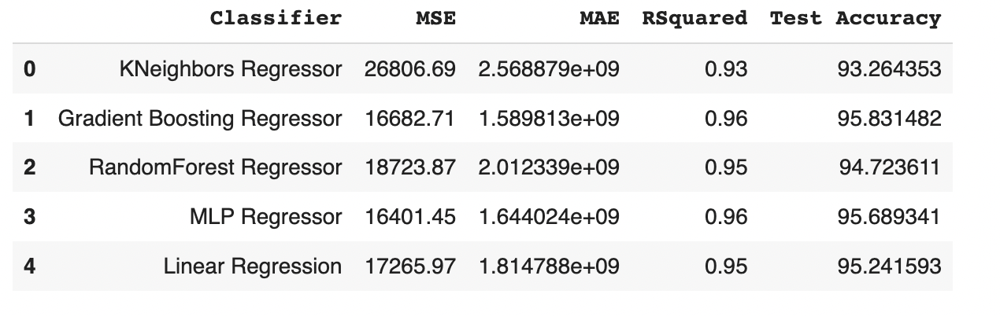 Classifier MSE MAE RSquared Test Accuracy
0 KNeighbors Regressor 26806.69 2.568879e+09 0.93 93.264353
1 Gradient Boosting Regressor 16682.71 1.589813e+09 0.96 95.831482
2 RandomForest Regressor 18723.87 2.012339e+09 0.95 94.723611
3 MLP Regressor 16401.45 1.644024e+09 0.96 95.689341
4 Linear Regression 17265.97 1.814788e+09 0.95 95.241593